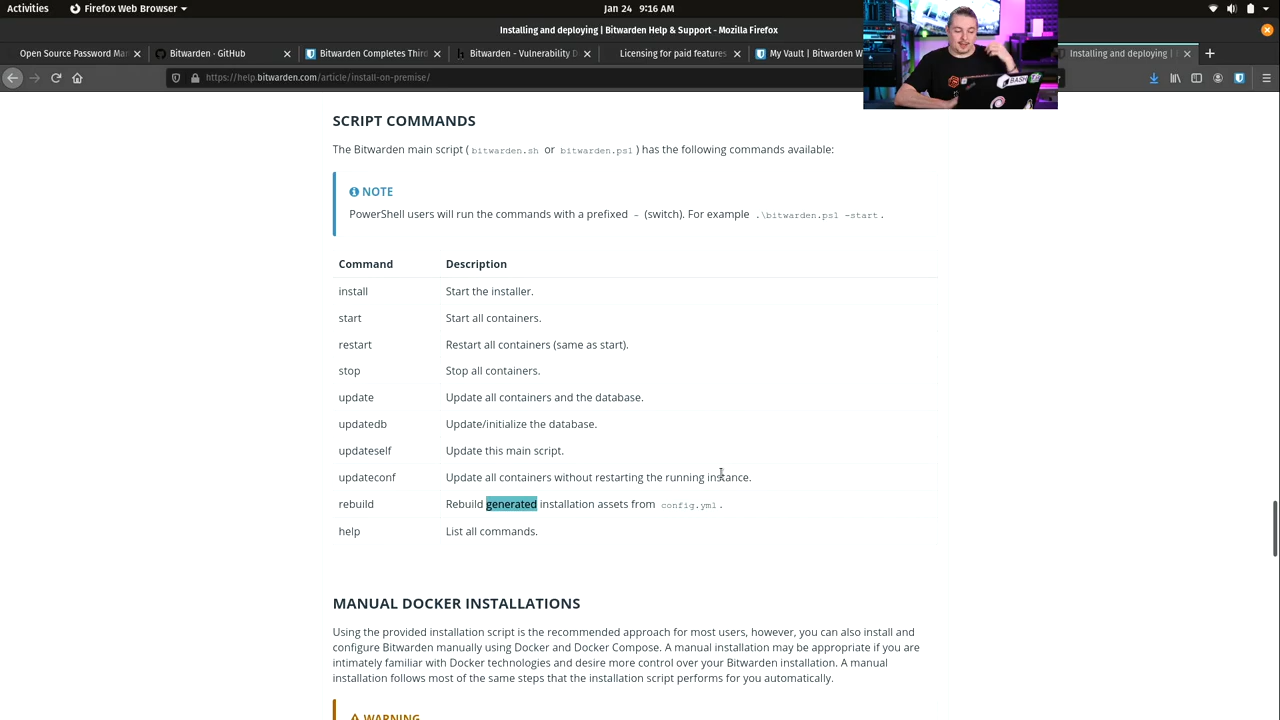 Activities
Firefox Web Browser
Jan 24 9:16 AM
Installing and deploying | Bitwarden Help & Support - Mozilla Firefox
Open Source Password Man
Bitwarden · GitHub
Bitwarden Completes Thi
Bitwarden - Vulnerability D
Licensing for paid features
My Vault | Bitwarden W
Installing and deploying |
help.bitwarden.com
BASH
SCRIPT COMMANDS
The Bitwarden main script ( bitwarden.sh or bitwarden.ps1 ) has the following commands available:
NOTE
PowerShell users will run the commands with a prefixed - (switch). For example .\bitwarden.ps1 -start .
Command Description
install Start the installer.
start Start all containers.
restart Restart all containers (same as start).
stop Stop all containers.
update Update all containers and the database.
updatedb Update/initialize the database.
updateself Update this main script.
updateconf Update all containers without restarting the running instance.
rebuild Rebuild generated installation assets from config.yml .
help List all commands.
MANUAL DOCKER INSTALLATIONS
Using the provided installation script is the recommended approach for most users, however, you can also install and
configure Bitwarden manually using Docker and Docker Compose. A manual installation may be appropriate if you are
intimately familiar with Docker technologies and desire more control over your Bitwarden installation. A manual
installation follows most of the same steps that the installation script performs for you automatically.
WARNING